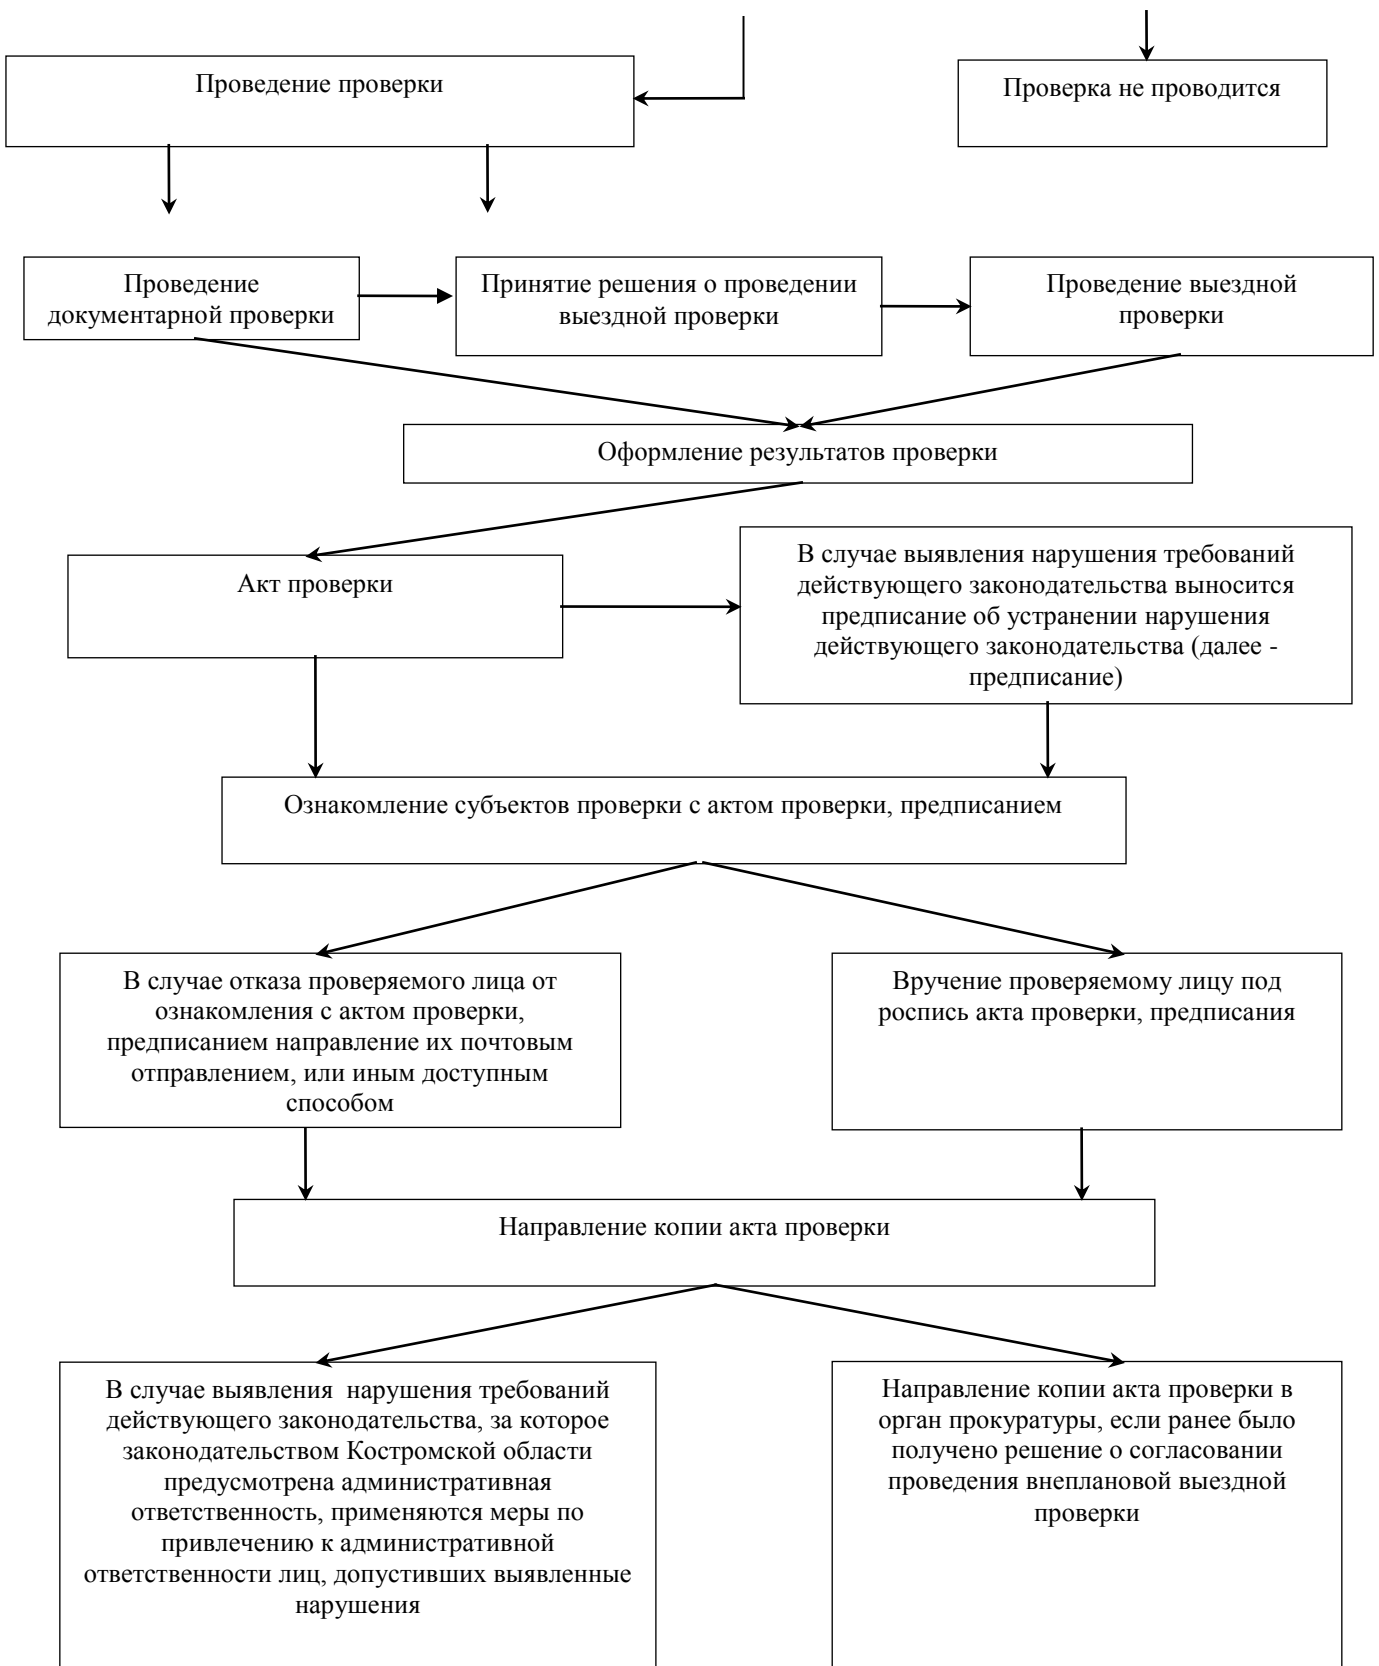 Проведение проверки
Проверка не проводится
Проведение
документарной проверки
Принятие решения о проведении
выездной проверки
Проведение выездной
проверки
Оформление результатов проверки
Акт проверки
В случае выявления нарушения требований
действующего законодательства выносится
предписание об устранении нарушения
действующего законодательства (далее -
предписание)
Ознакомление субъектов проверки с актом проверки, предписанием
В случае отказа проверяемого лица от
ознакомления с актом проверки,
предписанием направление их почтовым
отправлением, или иным доступным
способом
Вручение проверяемому лицу под
роспись акта проверки, предписания
Направление копии акта проверки
В случае выявления  нарушения требований
действующего законодательства, за которое
законодательством Костромской области
предусмотрена административная
ответственность, применяются меры по
привлечению к административной
ответственности лиц, допустивших выявленные
нарушения
Направление копии акта проверки в
орган прокуратуры, если ранее было
получено решение о согласовании
проведения внеплановой выездной
проверки